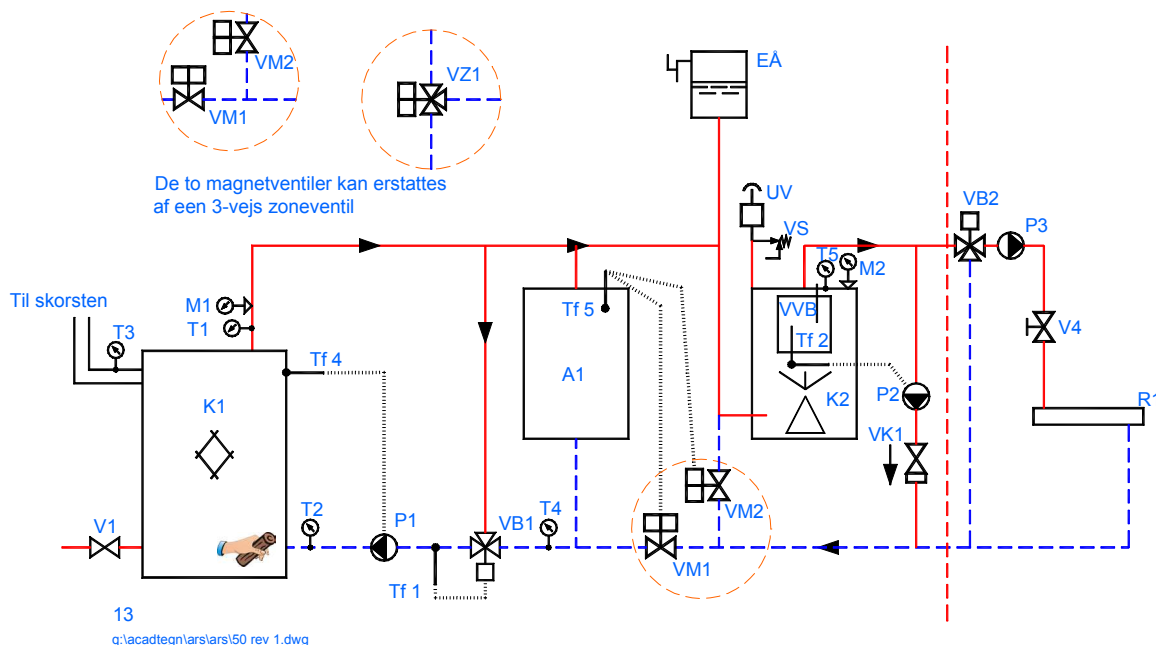 VM2
VM1
VZ1
De to magnetventiler kan erstattes
af een 3-vejs zoneventil
EÅ
UV
VS
VB2
P3
T5
M2
Til skorsten
M1
T1
T3
Tf 4
Tf 5
VVB
Tf 2
V4
K1
A1
K2
P2
R1
VK1
V1
T2
P1
VB1
T4
VM2
VM1
Tf 1
13
g:\acadtegn\ars\ars\50 rev 1.dwg